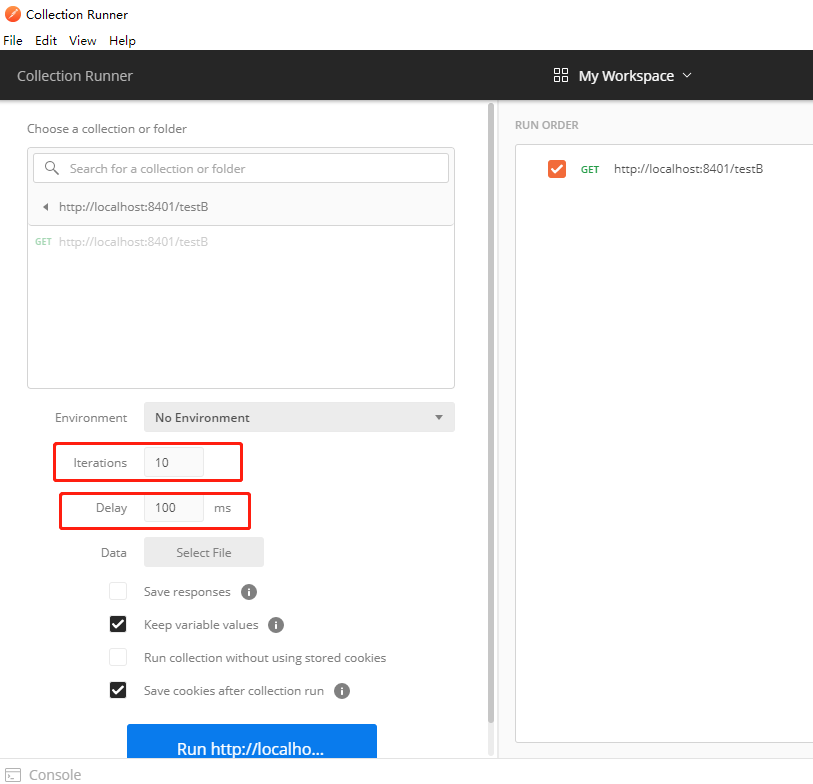 Collection Runner
File Edit View Help
Collection Runner
My Workspace
Choose a collection or folder
Search for a collection or folder
http://localhost:8401/testB
GET http://localhost:8401/testB
Environment No Environment
Iterations 10
Delay 100 ms
Data Select File
Save responses
Keep variable values
Run collection without using stored cookies
Save cookies after collection run
Run http://localho...
RUN ORDER
GET http://localhost:8401/testB
Console